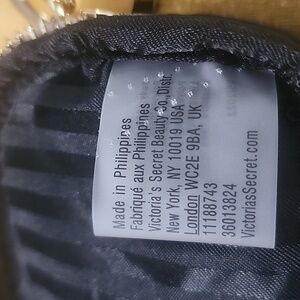 Made in Philippines
Fabriqué aux Philippines
Victoria's Secret Beauty Co., Dist.
New York, NY 10019 USA
London WC2E 9BA, UK
111188743
36013824
VictoriasSecret.com